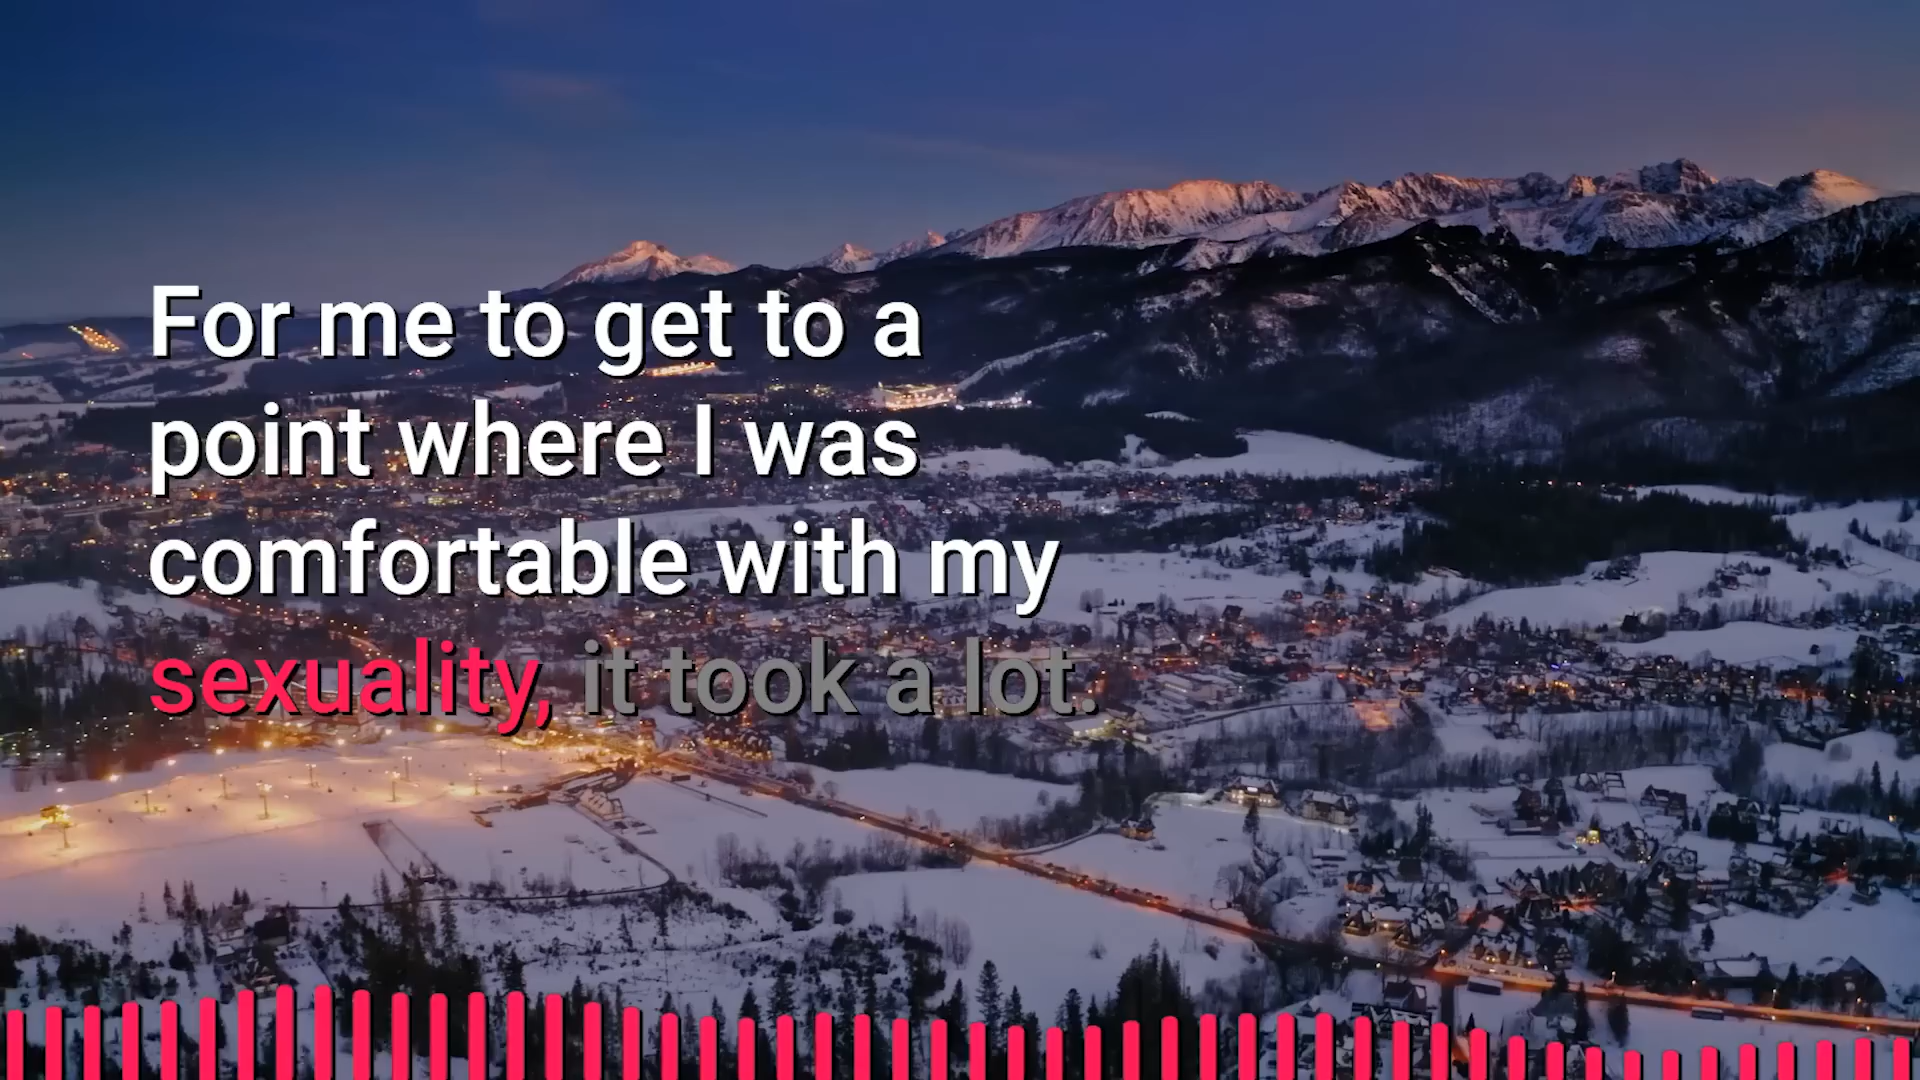 For me to get to a
point where I was
comfortable with my
sexuality, it took a lot.